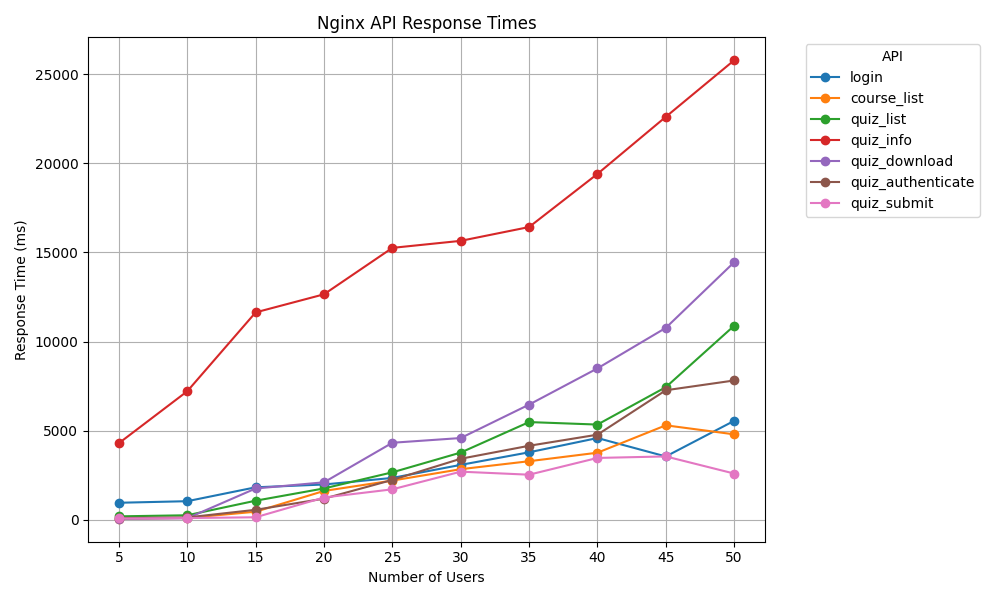 Nginx API Response Times
API
login
course_list
quiz_list
quiz_info
quiz_download
quiz_authenticate
quiz_submit
Response Time (ms)
25000
20000
15000
10000
5000
0
5 10 15 20 25 30 35 40 45 50
Number of Users